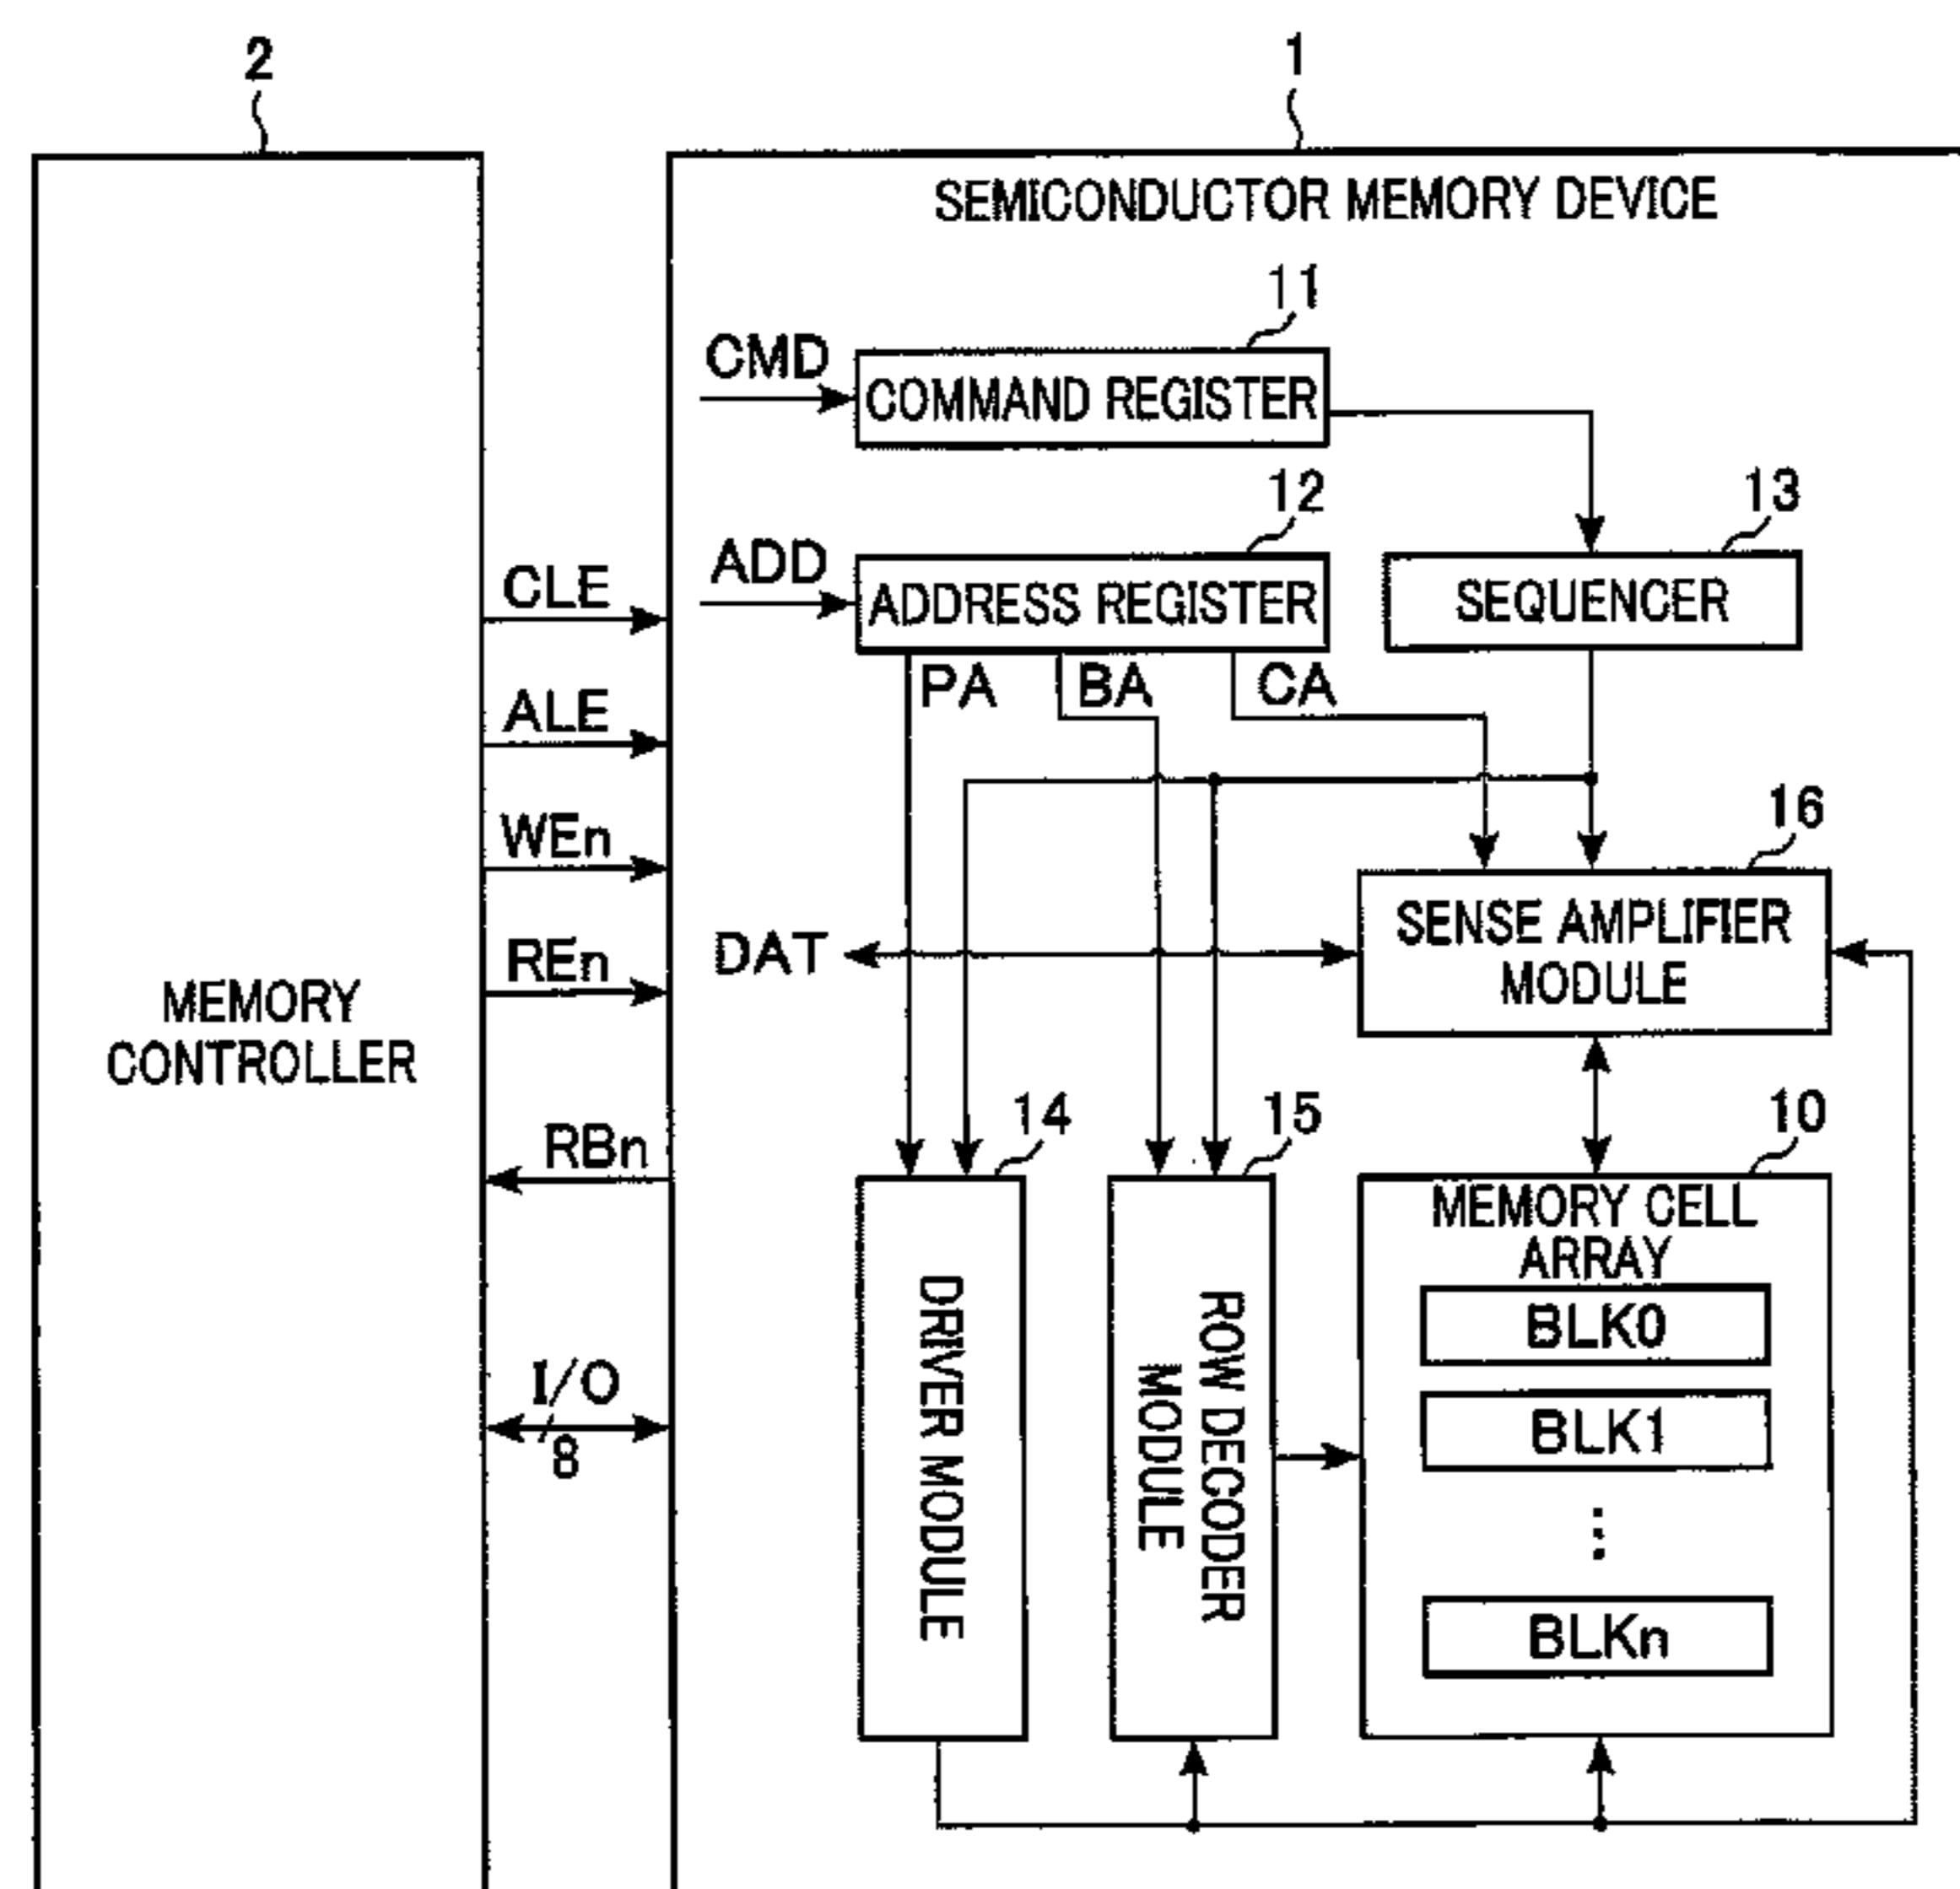 2
1
SEMICONDUCTOR MEMORY DEVICE
11
CMD
COMMAND REGISTER
12
13
ADD
ADDRESS REGISTER
SEQUENCER
CLE
PA
BA
CA
ALE
16
WEn
SENSE AMPLIFIER
MODULE
DAT
REn
MEMORY
CONTROLLER
14
15
10
RBn
MEMORY CELL
ARRAY
DRIVER MODULE
ROW DECODER
MODULE
BLK0
I/O
8
BLK1
⋮
BLKn